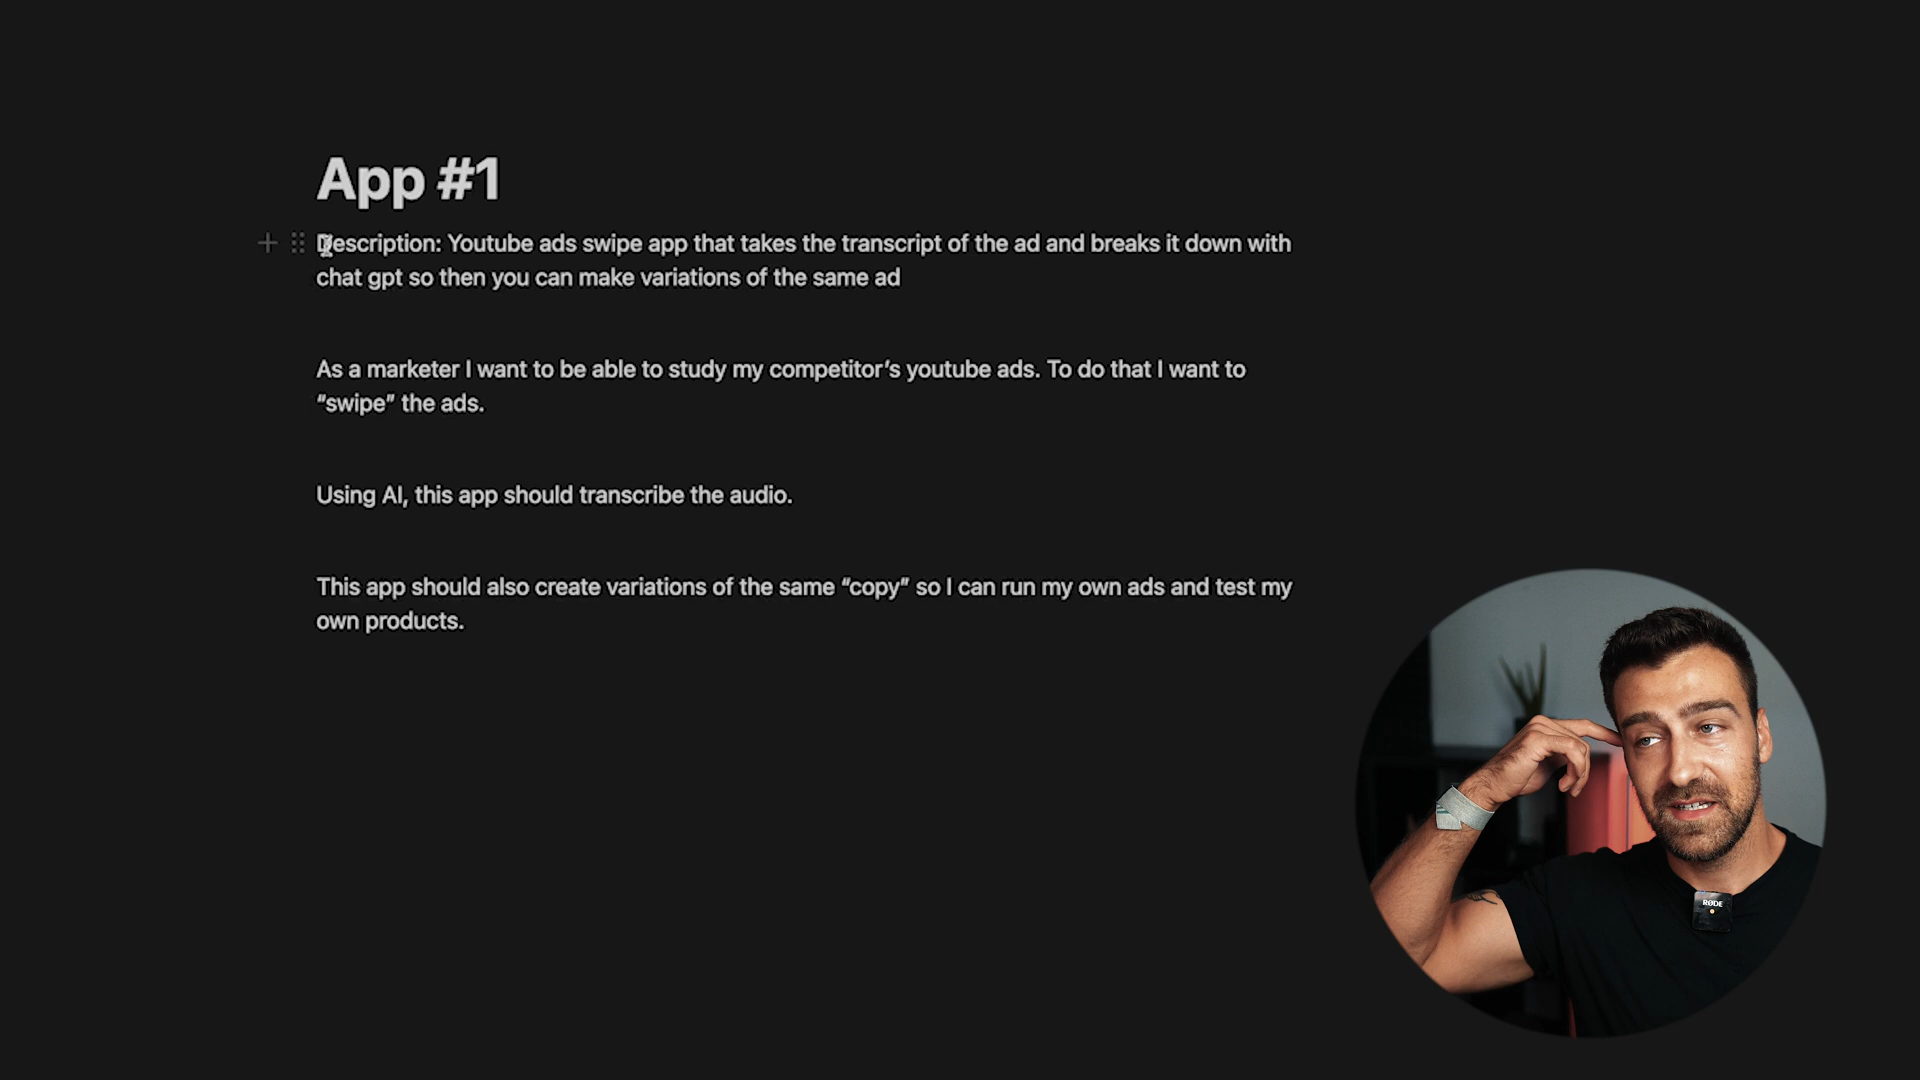 App #1
Description: Youtube ads swipe app that takes the transcript of the ad and breaks it down with
chat gpt so then you can make variations of the same ad
As a marketer I want to be able to study my competitor’s youtube ads. To do that I want to
“swipe” the ads.
Using AI, this app should transcribe the audio.
This app should also create variations of the same “copy” so I can run my own ads and test my
own products.
RØDE